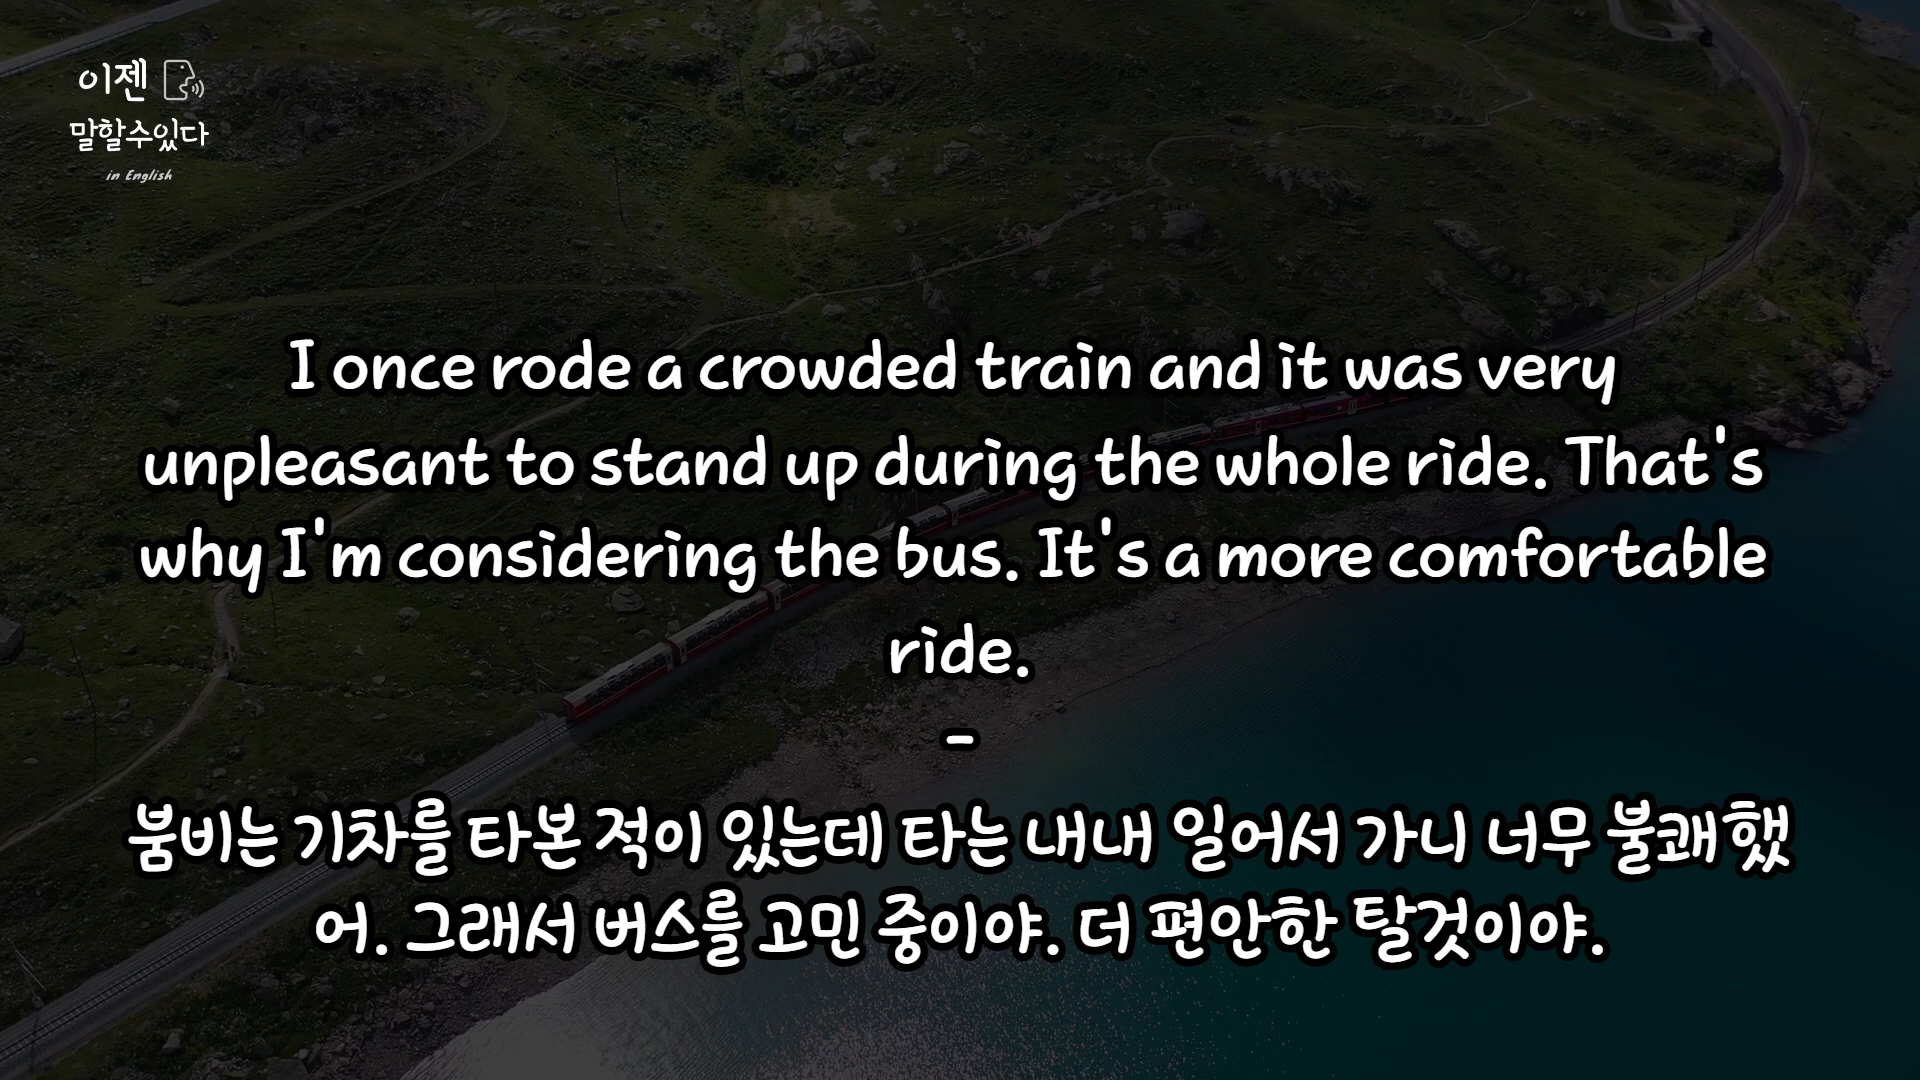 이젠
말할수있다
in English
I once rode a crowded train and it was very
unpleasant to stand up during the whole ride. That's
why I'm considering the bus. It's a more comfortable
ride.
-
붐비는 기차를 타본 적이 있는데 타는 내내 일어서 가니 너무 불쾌했
어. 그래서 버스를 고민 중이야. 더 편안한 탈것이야.